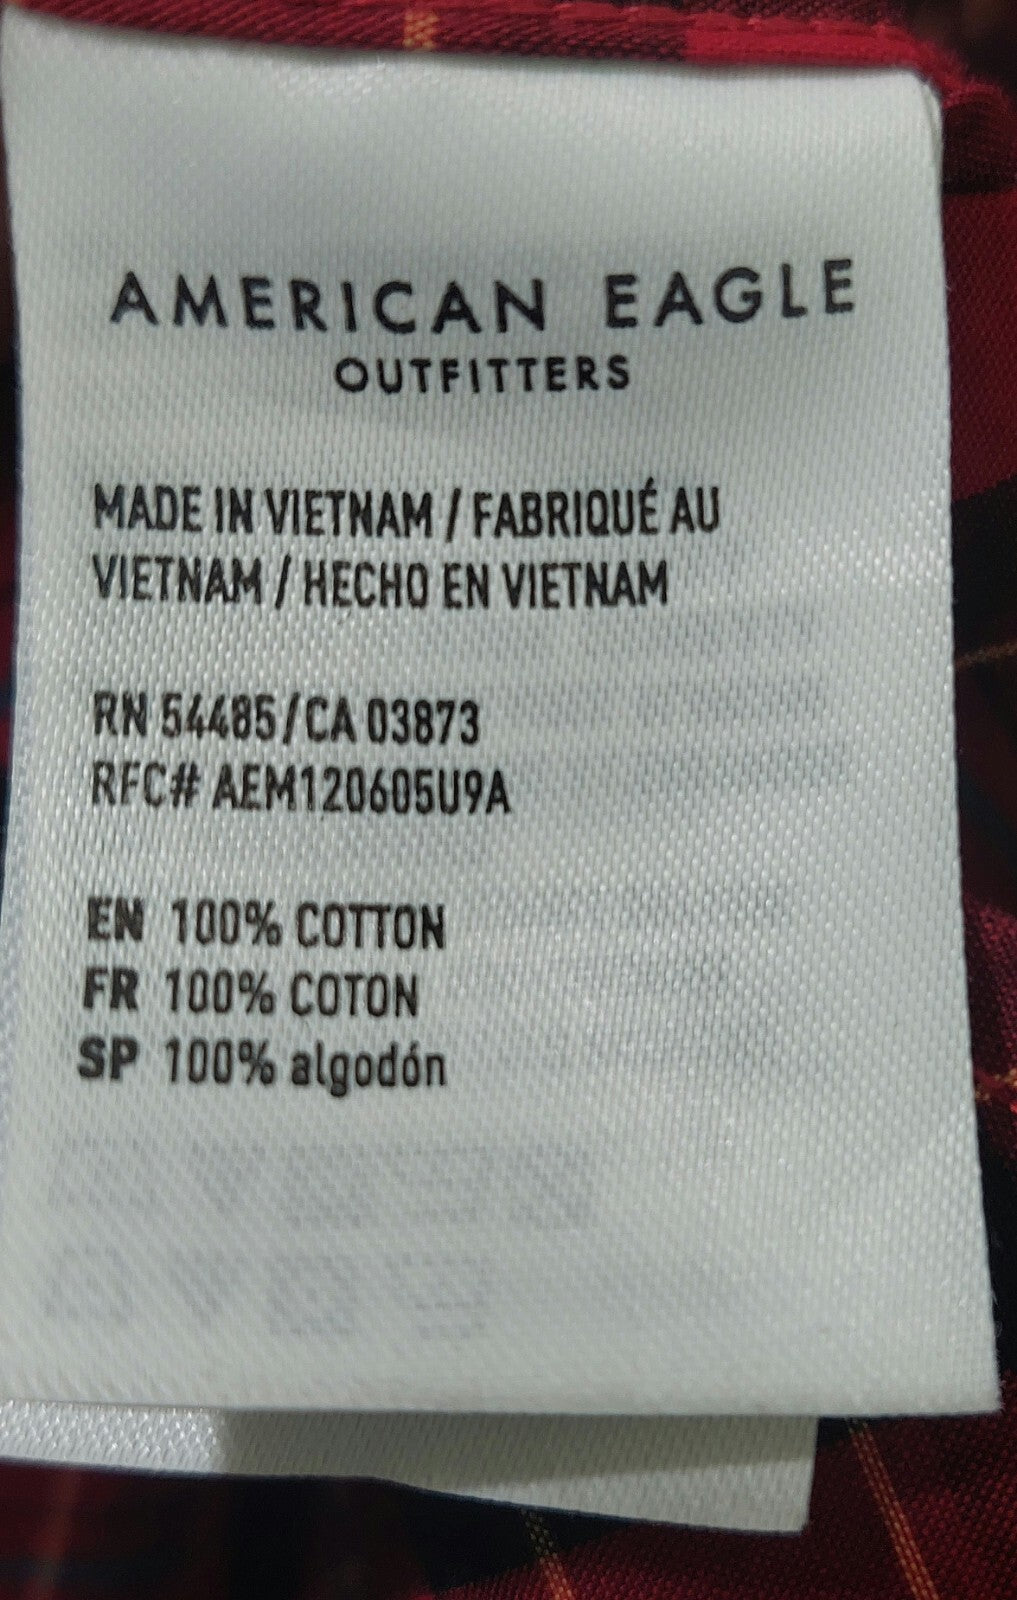 AMERICAN EAGLE
OUTFITTERS
MADE IN VIETNAM / FABRIQUÉ AU
VIETNAM / HECHO EN VIETNAM
RN 54485/CA 03873
RFC# AEM120605U9A
EN 100% COTTON
FR 100% COTON
SP 100% algodón